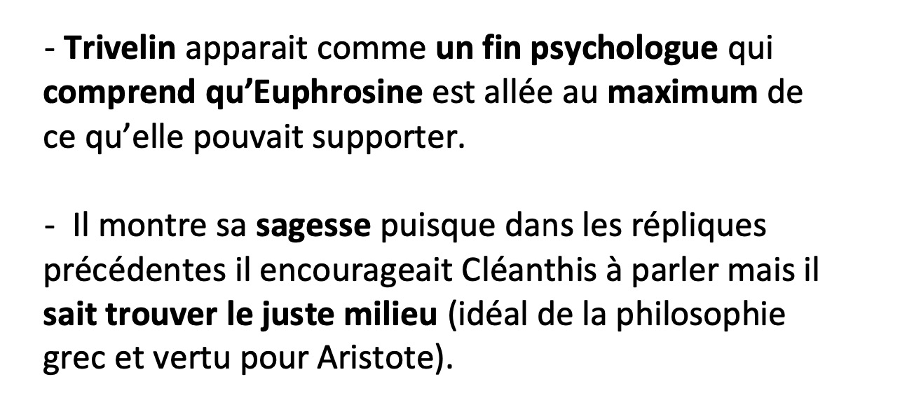 - Trivelin apparait comme un fin psychologue qui
comprend qu’Euphrosine est allée au maximum de
ce qu’elle pouvait supporter.
- Il montre sa sagesse puisque dans les répliques
précédentes il encourageait Cléanthis à parler mais il
sait trouver le juste milieu (idéal de la philosophie
grec et vertu pour Aristote).